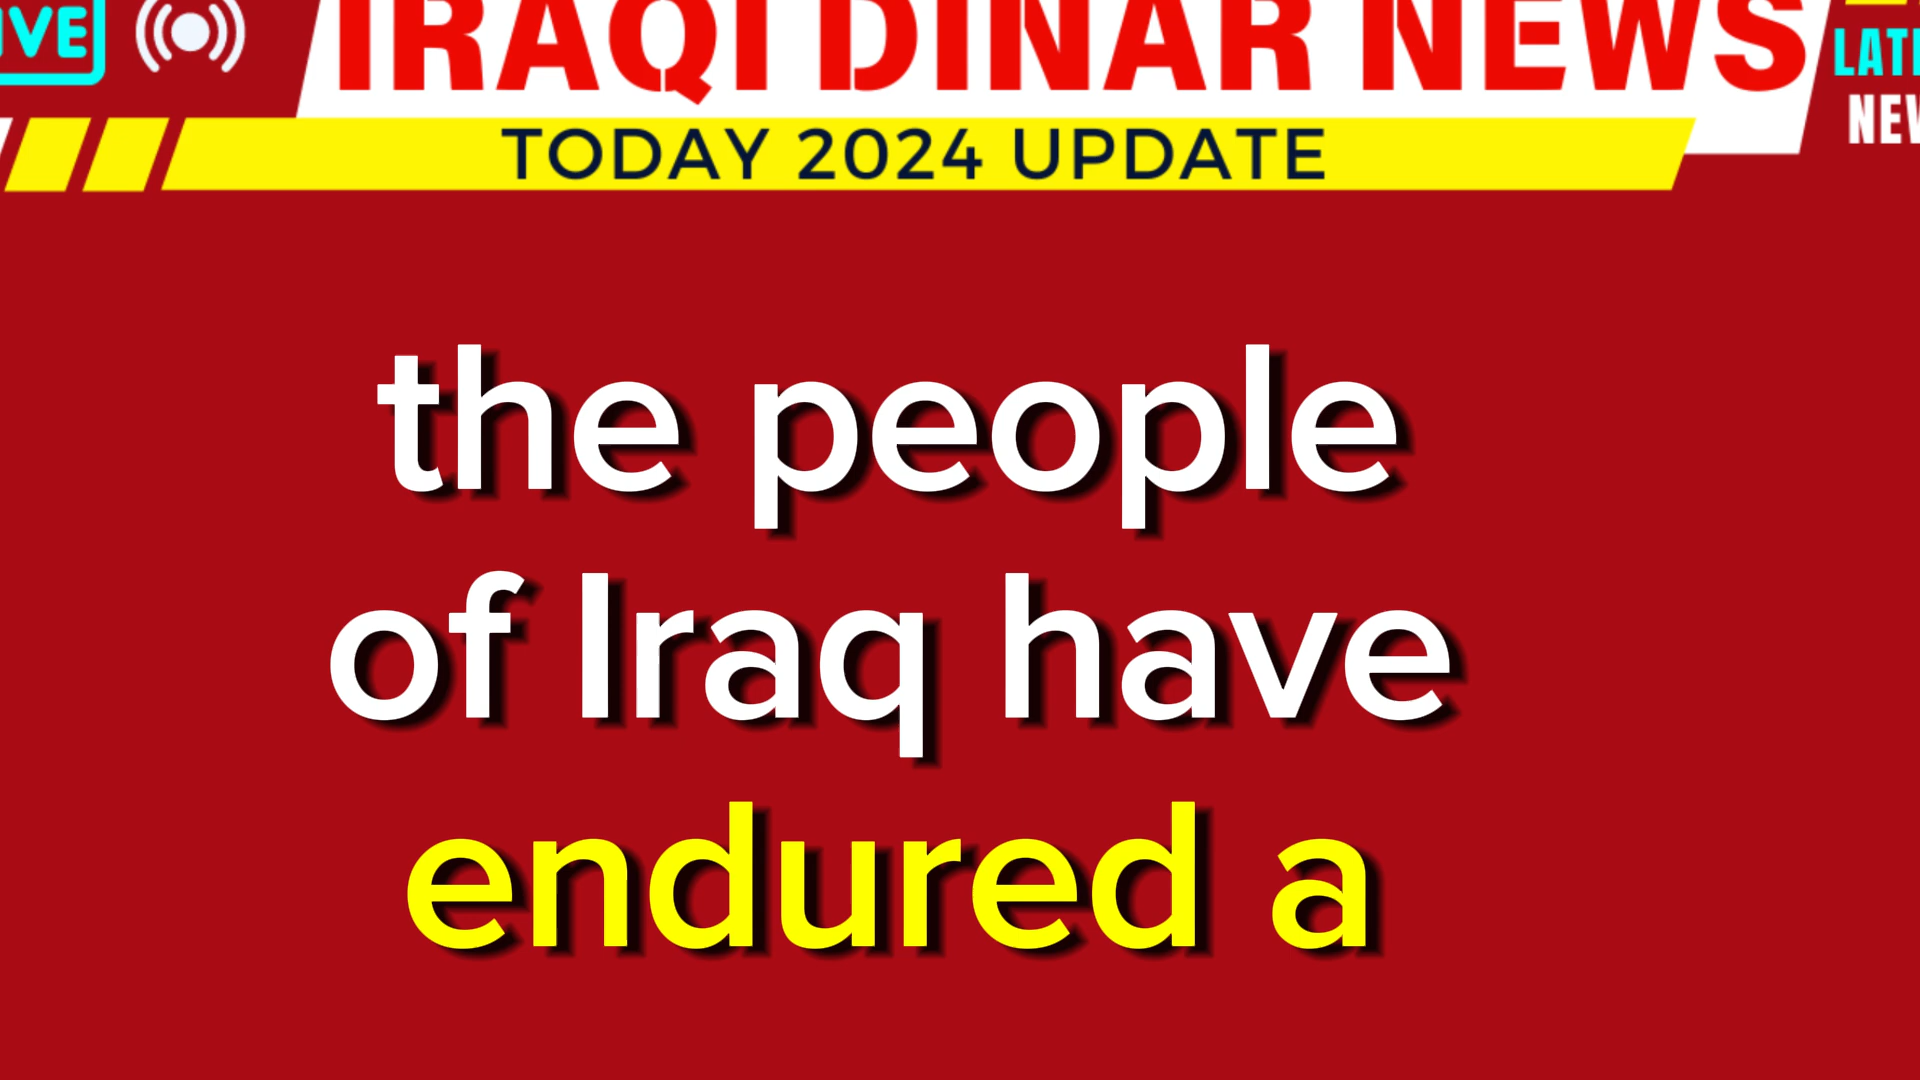 IRAQI DINAR NEWS
TODAY 2024 UPDATE
the people
of Iraq have
endured a